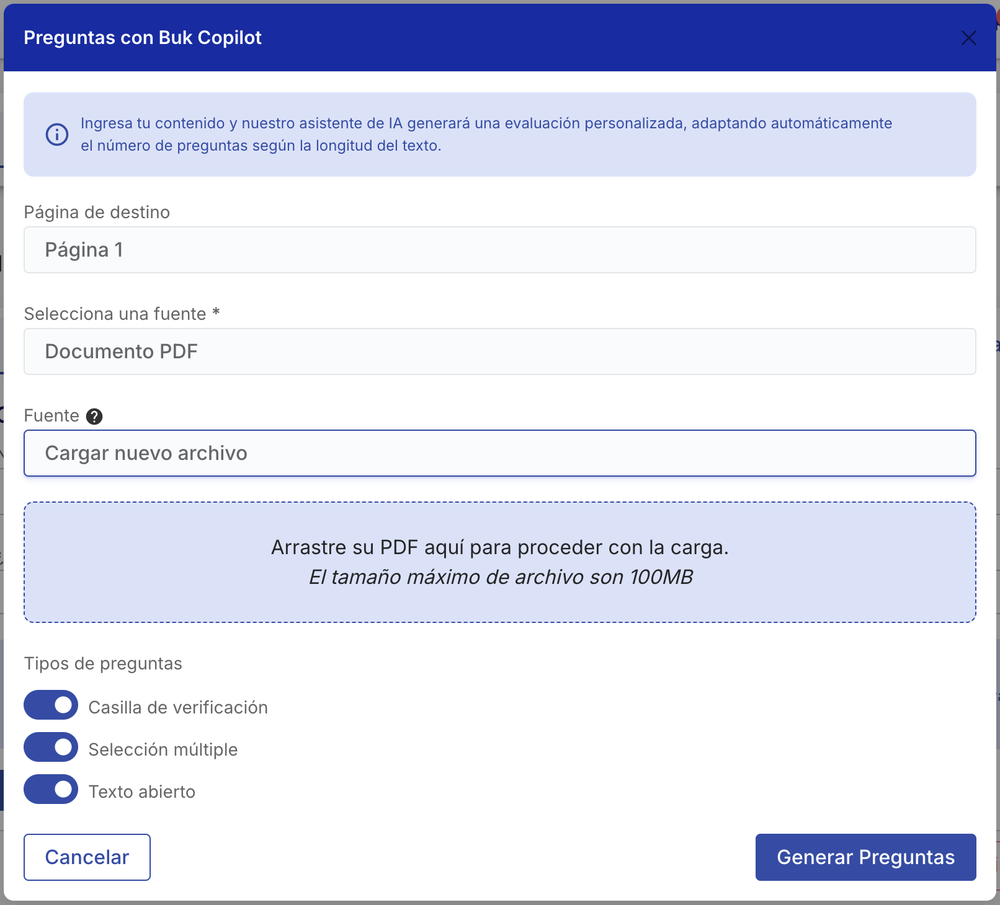 Preguntas con Buk Copilot
Ingresa tu contenido y nuestro asistente de IA generará una evaluación personalizada, adaptando automáticamente
el número de preguntas según la longitud del texto.
Página de destino
Página 1
Selecciona una fuente *
Documento PDF
Fuente ?
Cargar nuevo archivo
Arrastre su PDF aquí para proceder con la carga.
El tamaño máximo de archivo son 100MB
Tipos de preguntas
Casilla de verificación
Selección múltiple
Texto abierto
Cancelar
Generar Preguntas